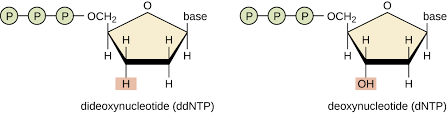 O O
P P P OCH₂ base P P P OCH₂ base
H H H H
H H H H
H H OH H
dideoxynucleotide (ddNTP) deoxynucleotide (dNTP)